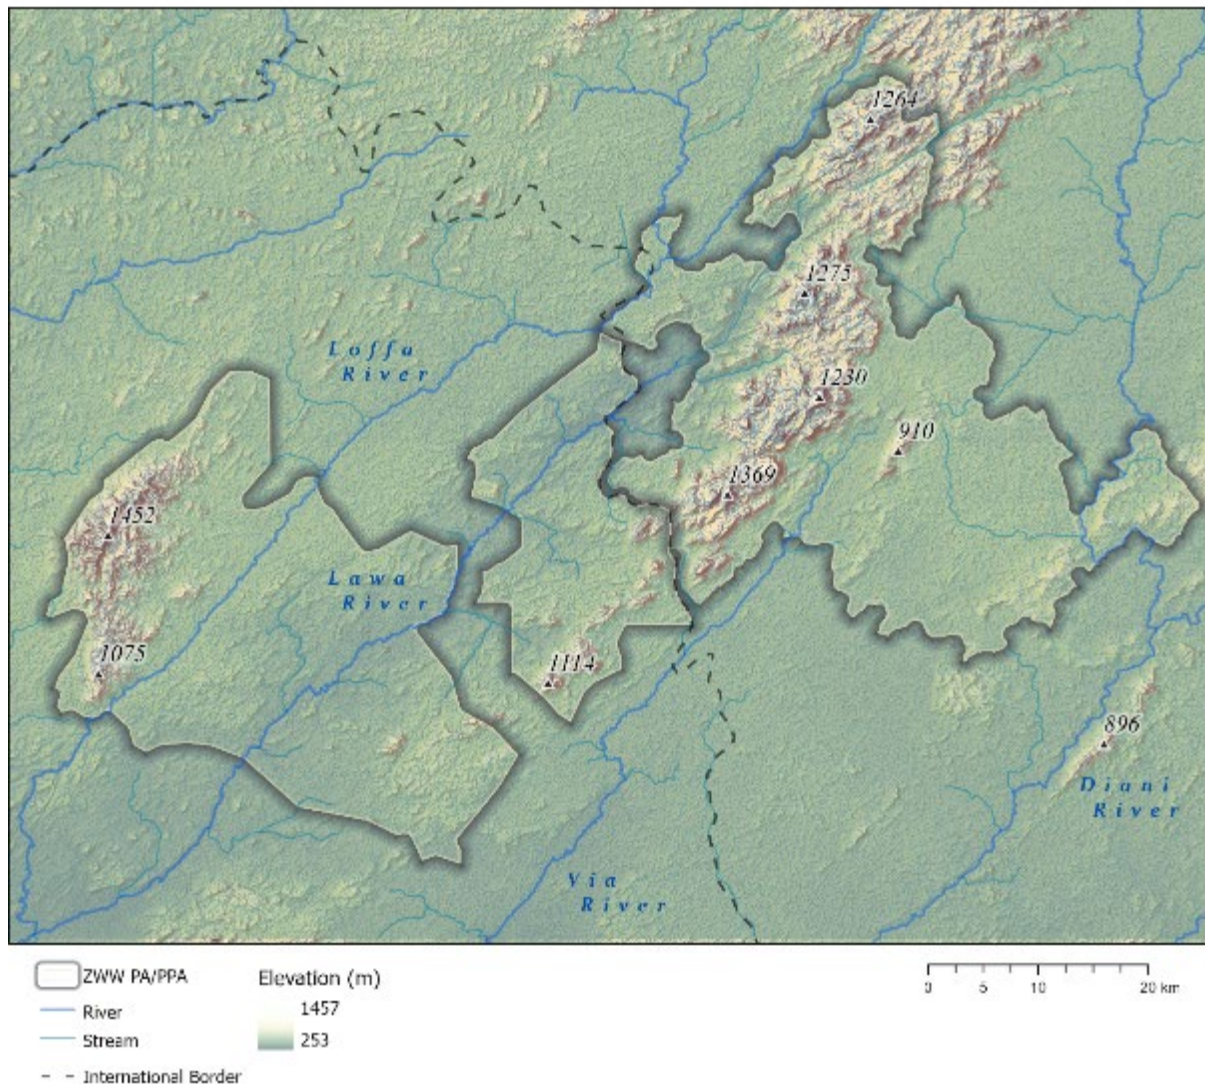 1264
1275
Loffa
River
1230
910
1369
1452
Lawa
River
1075
1114
896
Diani
River
Via
River
ZWW PA/PPA
River
Stream
International Border
Elevation (m)
1457
253
0 5 10 20 km